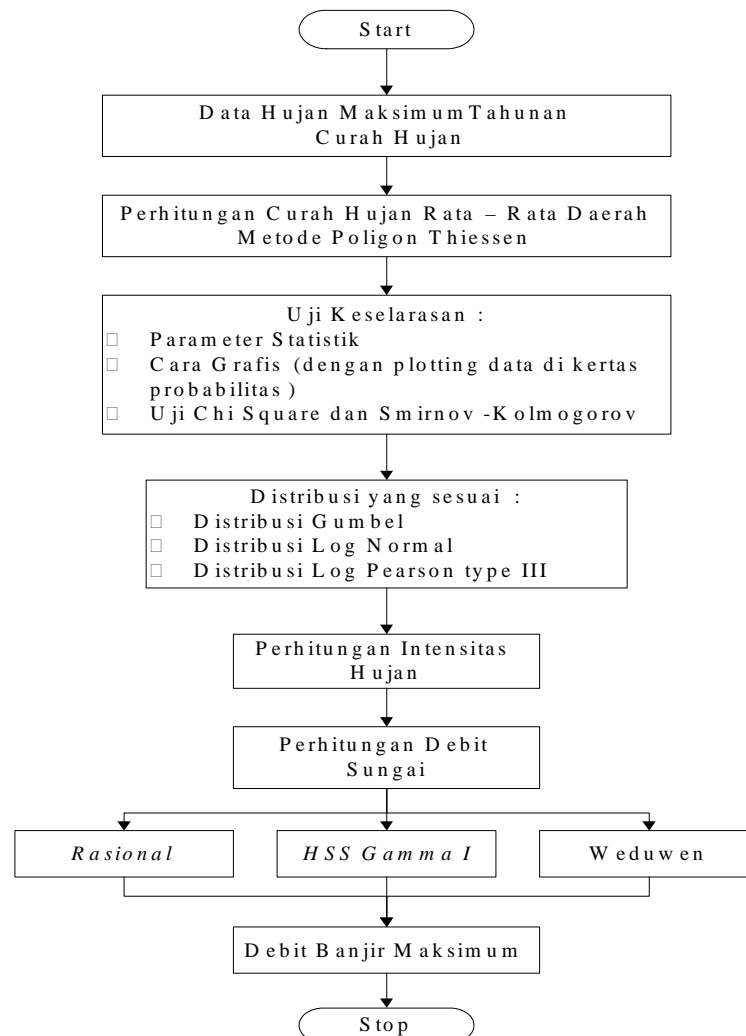 Start
Data Hujan Maksimum Tahunan
Curah Hujan
Perhitungan Curah Hujan Rata – Rata Daerah
Metode Poligon Thiessen
Uji Keselarasan :
Parameter Statistik
Cara Grafis (dengan plotting data di kertas
probabilitas )
Uji Chi Square dan Smirnov -Kolmogorov
Distribusi yang sesuai :
Distribusi Gumbel
Distribusi Log Normal
Distribusi Log Pearson type III
Perhitungan Intensitas
Hujan
Perhitungan Debit
Sungai
Rasional
HSS Gamma I
Weduwen
Debit Banjir Maksimum
Stop